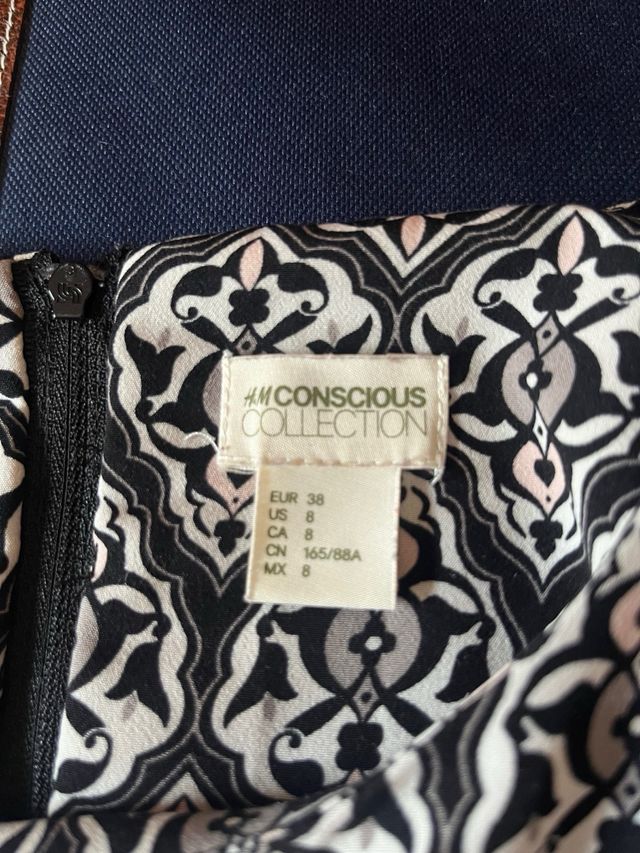 H&M CONSCIOUS
COLLECTION
EUR 38
US 8
CA 8
CN 165/88A
MX 8